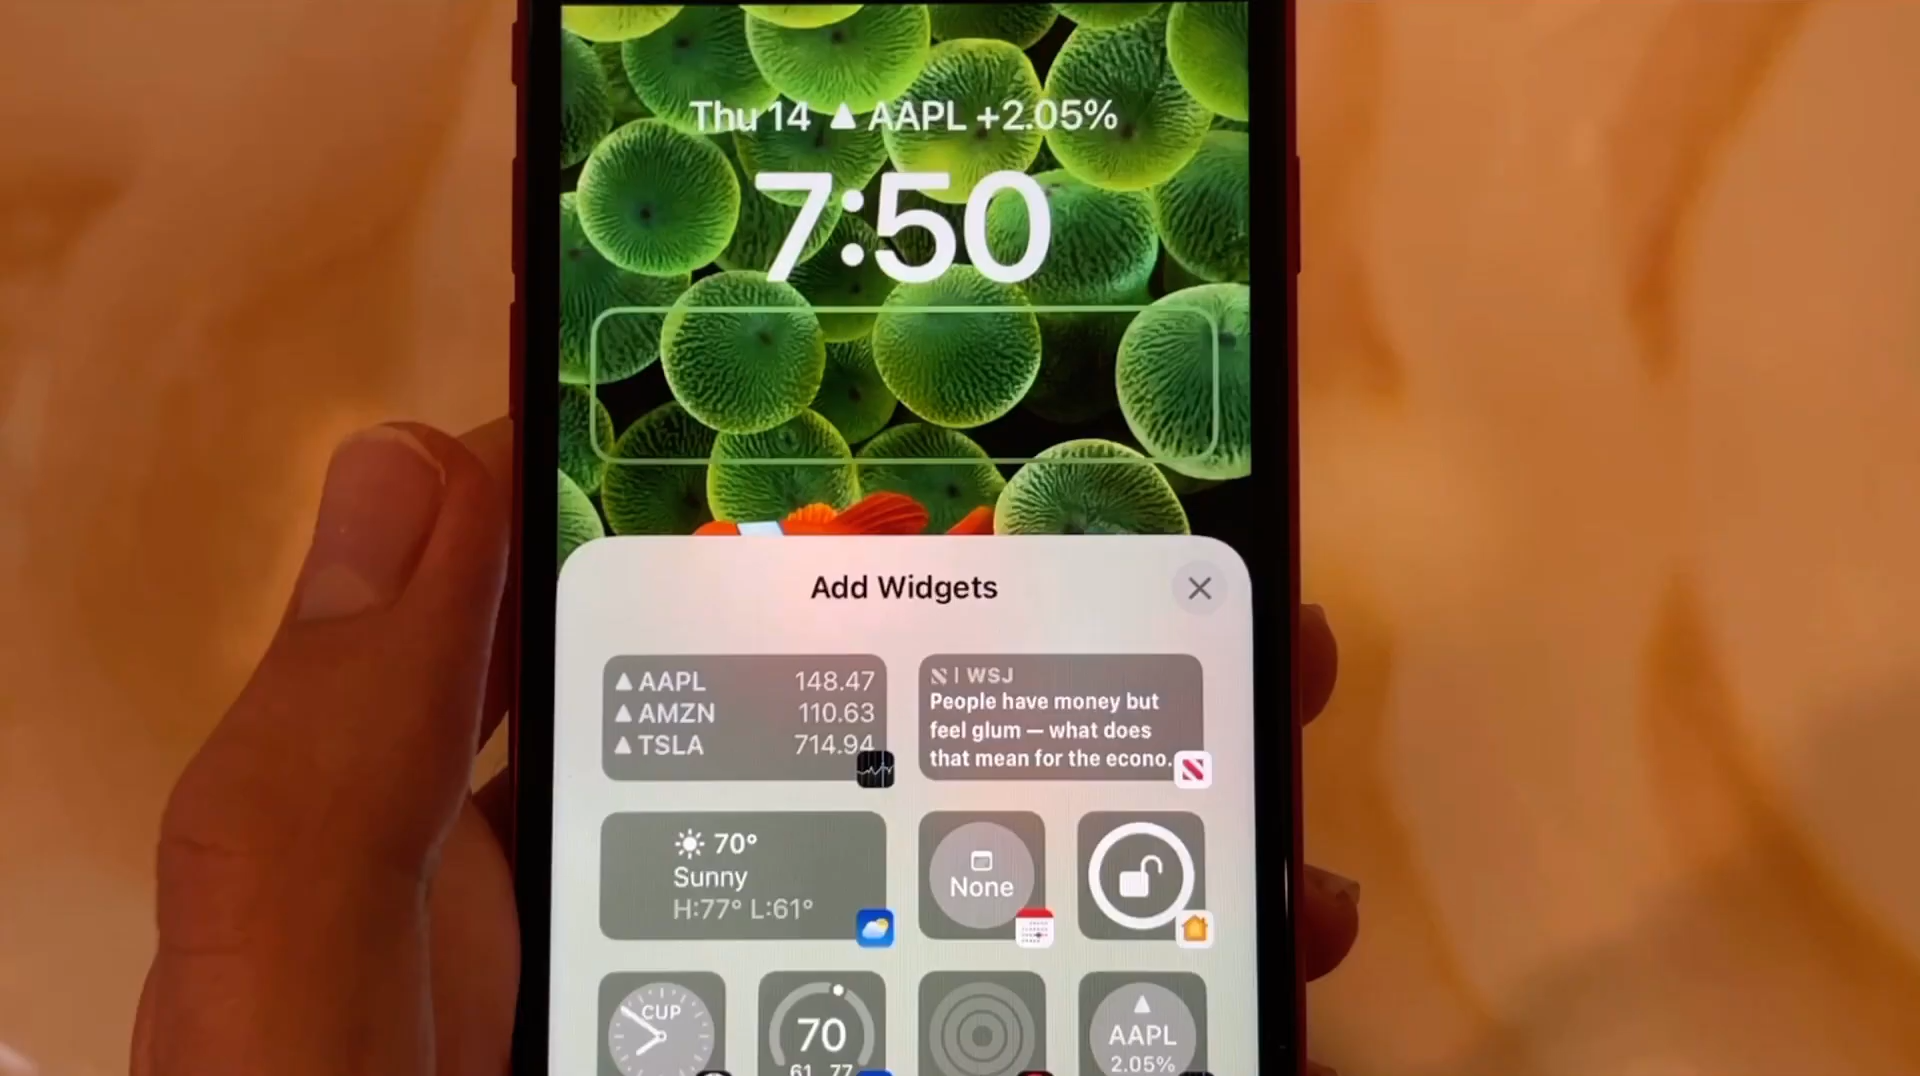 Thu 14 ▲ AAPL +2.05%
7:50
Add Widgets
▲ AAPL 148.47
▲ AMZN 110.63
▲ TSLA 714.94
| WSJ
People have money but
feel glum — what does
that mean for the econo.
70°
Sunny
H:77° L:61°
None
CUP
70
61 77
▲
AAPL
2.05%